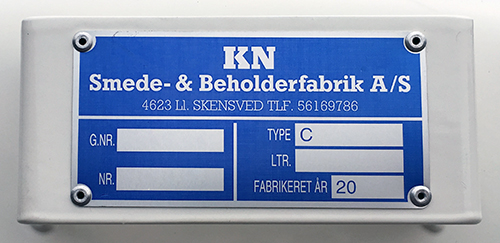 KN
Smede- & Beholderfabrik A/S
4623 Ll. SKENSVED TLF. 56169786
G.NR.
NR.
TYPE C
LTR.
FABRIKERET ÅR 20